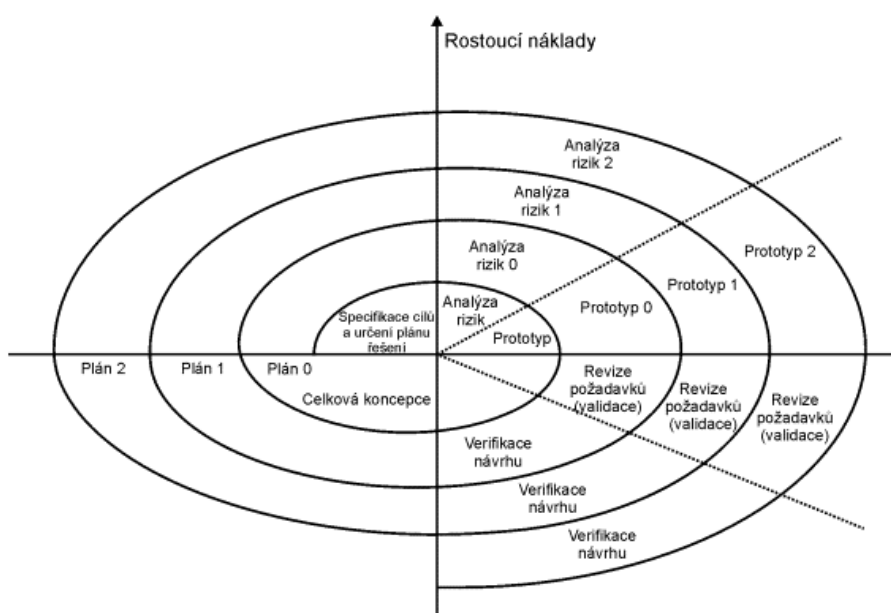 Rostoucí náklady
Analýza
rizik 2
Analýza
rizik 1
Analýza
rizik 0
Prototyp 2
Prototyp 1
Prototyp 0
Specifikace cílů
a určení plánu
řešení
Analýza
rizik
Prototyp
Plán 2
Plán 1
Plán 0
Celková koncepce
Revize
požadavků
(validace)
Revize
požadavků
(validace)
Revize
požadavků
(validace)
Verifikace
návrhu
Verifikace
návrhu
Verifikace
návrhu